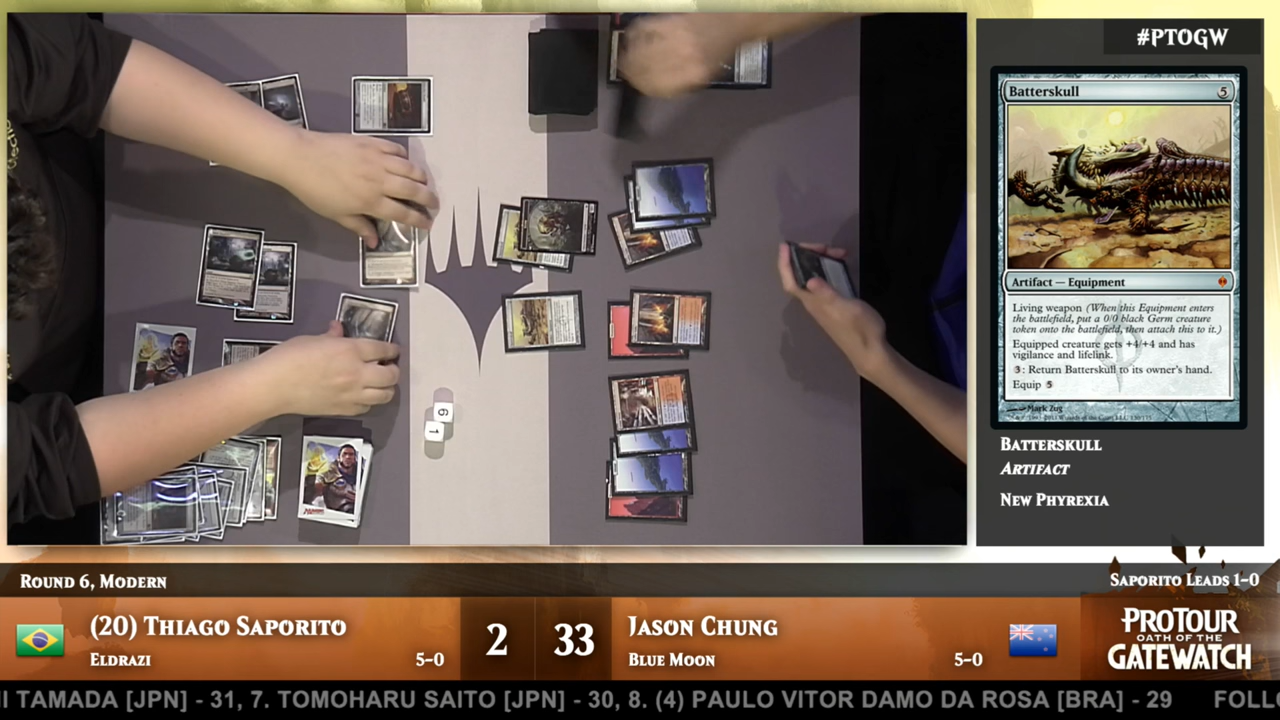 #PTOGW
Batterskull 5
Artifact — Equipment
Living weapon (When this Equipment enters
the battlefield, put a 0/0 black Germ creature
token onto the battlefield, then attach this to it.)
Equipped creature gets +4/+4 and has
vigilance and lifelink.
3: Return Batterskull to its owner's hand.
Equip 5
Mark Zug
BATTERSKULL
ARTIFACT
NEW PHYREXIA
6
1
ROUND 6, MODERN
SAPORITO LEADS 1-0
(20) THIAGO SAPORITO
ELDRAZI
5-0
2
33
JASON CHUNG
BLUE MOON
5-0
PROTOUR
OATH OF THE
GATEWATCH
TAMADA [JPN] - 31, 7. TOMOHARU SAITO [JPN] - 30, 8. (4) PAULO VITOR DAMO DA ROSA [BRA] - 29